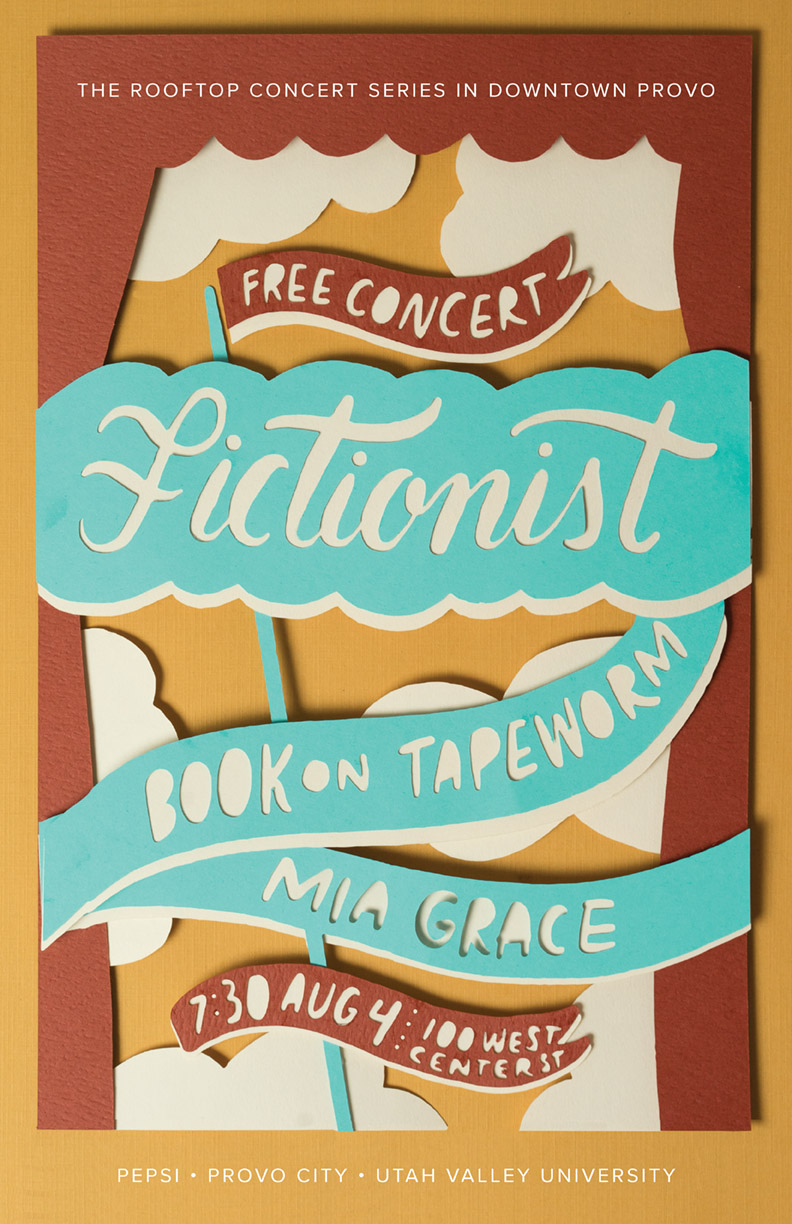 THE ROOFTOP CONCERT SERIES IN DOWNTOWN PROVO
FREE CONCERT
Fictionist
BOOK ON TAPEWORM
MIA GRACE
7:30 AUG 4 100 WEST
CENTER ST
PEPSI • PROVO CITY • UTAH VALLEY UNIVERSITY